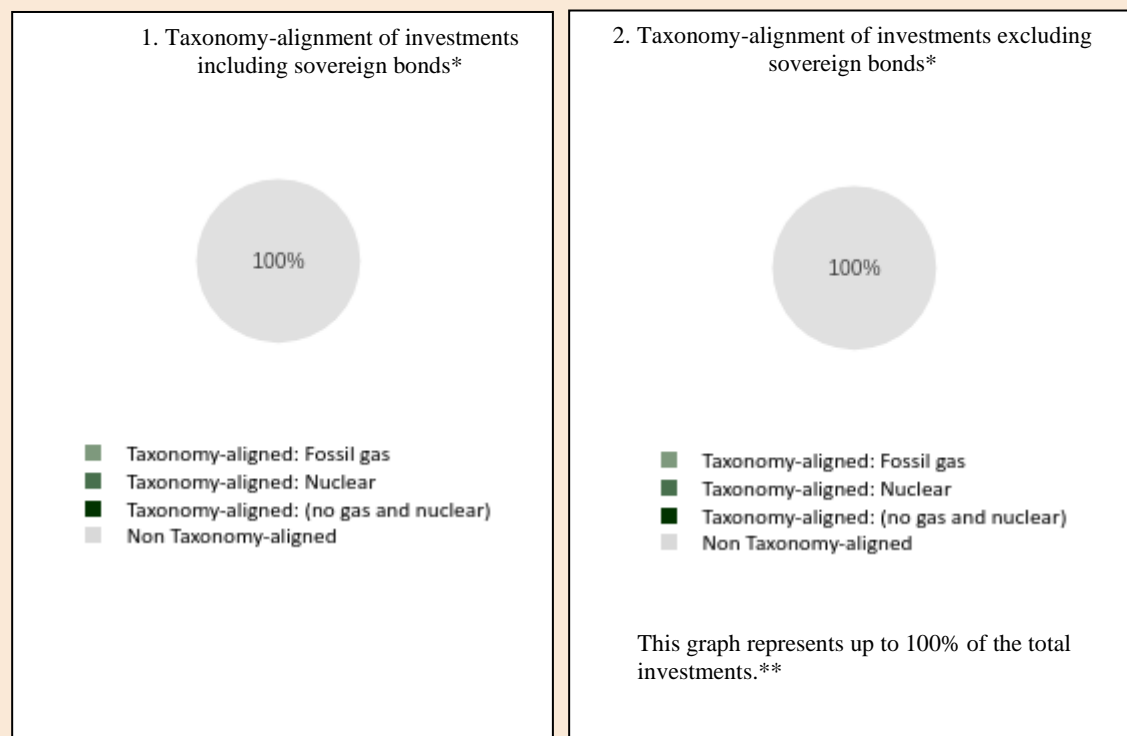 1. Taxonomy-alignment of investments
including sovereign bonds*
100%
Taxonomy-aligned: Fossil gas
Taxonomy-aligned: Nuclear
Taxonomy-aligned: (no gas and nuclear)
Non Taxonomy-aligned
2. Taxonomy-alignment of investments excluding
sovereign bonds*
100%
Taxonomy-aligned: Fossil gas
Taxonomy-aligned: Nuclear
Taxonomy-aligned: (no gas and nuclear)
Non Taxonomy-aligned
This graph represents up to 100% of the total
investments.**